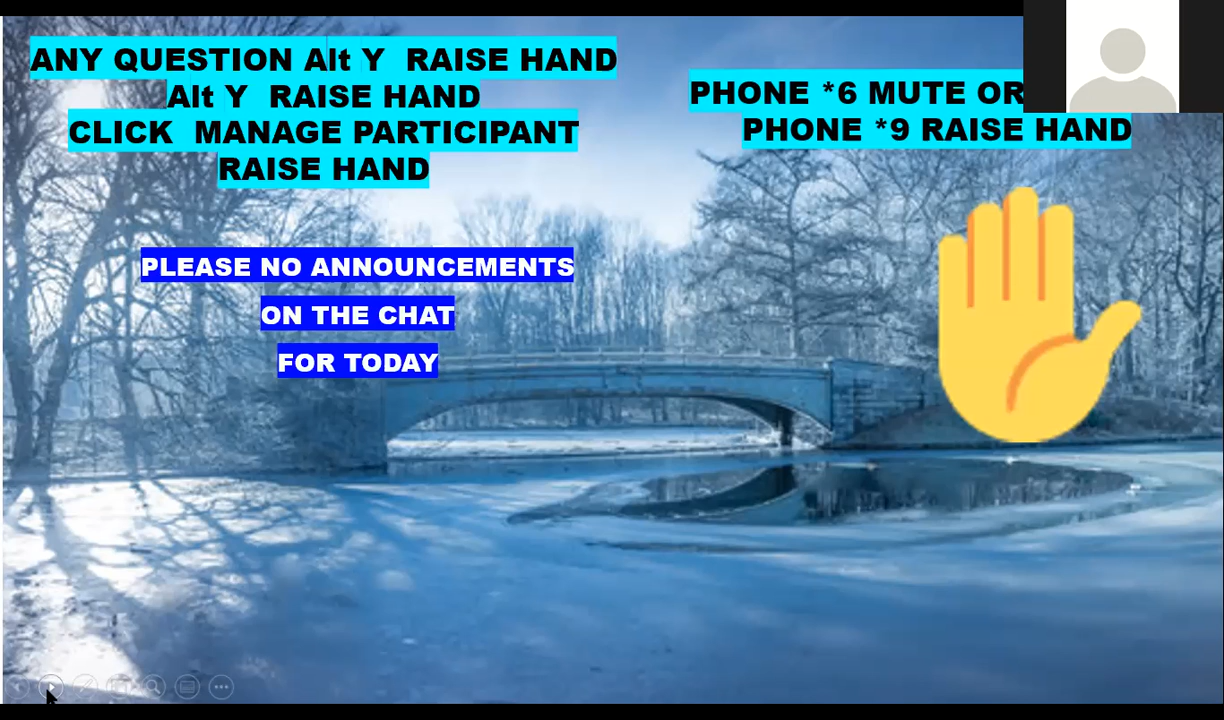 ANY QUESTION Alt Y RAISE HAND
Alt Y RAISE HAND
CLICK MANAGE PARTICIPANT
RAISE HAND
PHONE *6 MUTE OR
PHONE *9 RAISE HAND
PLEASE NO ANNOUNCEMENTS
ON THE CHAT
FOR TODAY